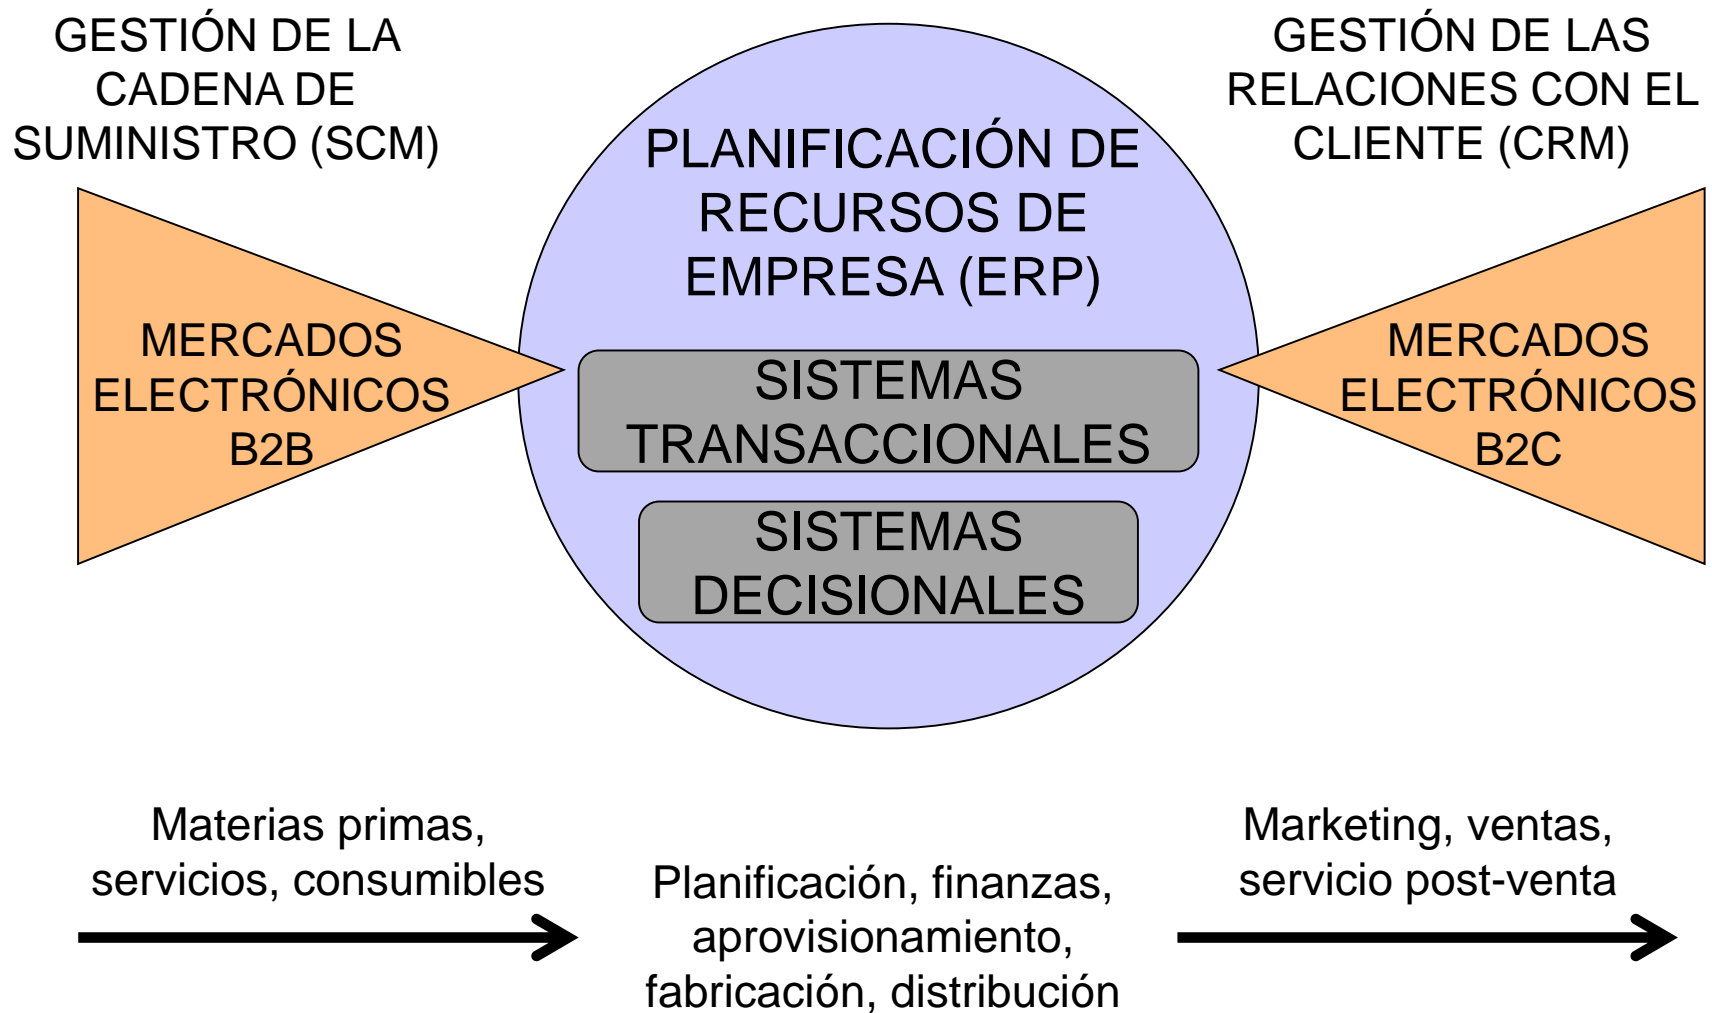 GESTIÓN DE LA
CADENA DE
SUMINISTRO (SCM)
PLANIFICACIÓN DE
RECURSOS DE
EMPRESA (ERP)
GESTIÓN DE LAS
RELACIONES CON EL
CLIENTE (CRM)
MERCADOS
ELECTRÓNICOS
B2B
SISTEMAS
TRANSACCIONALES
SISTEMAS
DECISIONALES
MERCADOS
ELECTRÓNICOS
B2C
Materias primas,
servicios, consumibles
Planificación, finanzas,
aprovisionamiento,
fabricación, distribución
Marketing, ventas,
servicio post-venta